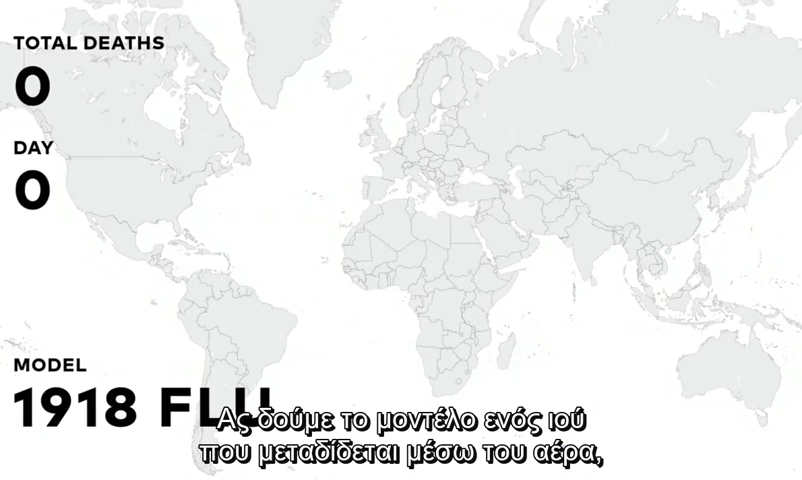 TOTAL DEATHS
0
DAY
0
MODEL
1918 FLU
Ας δούμε το μοντέλο ενός ιού
που μεταδίδεται μέσω του αέρα,